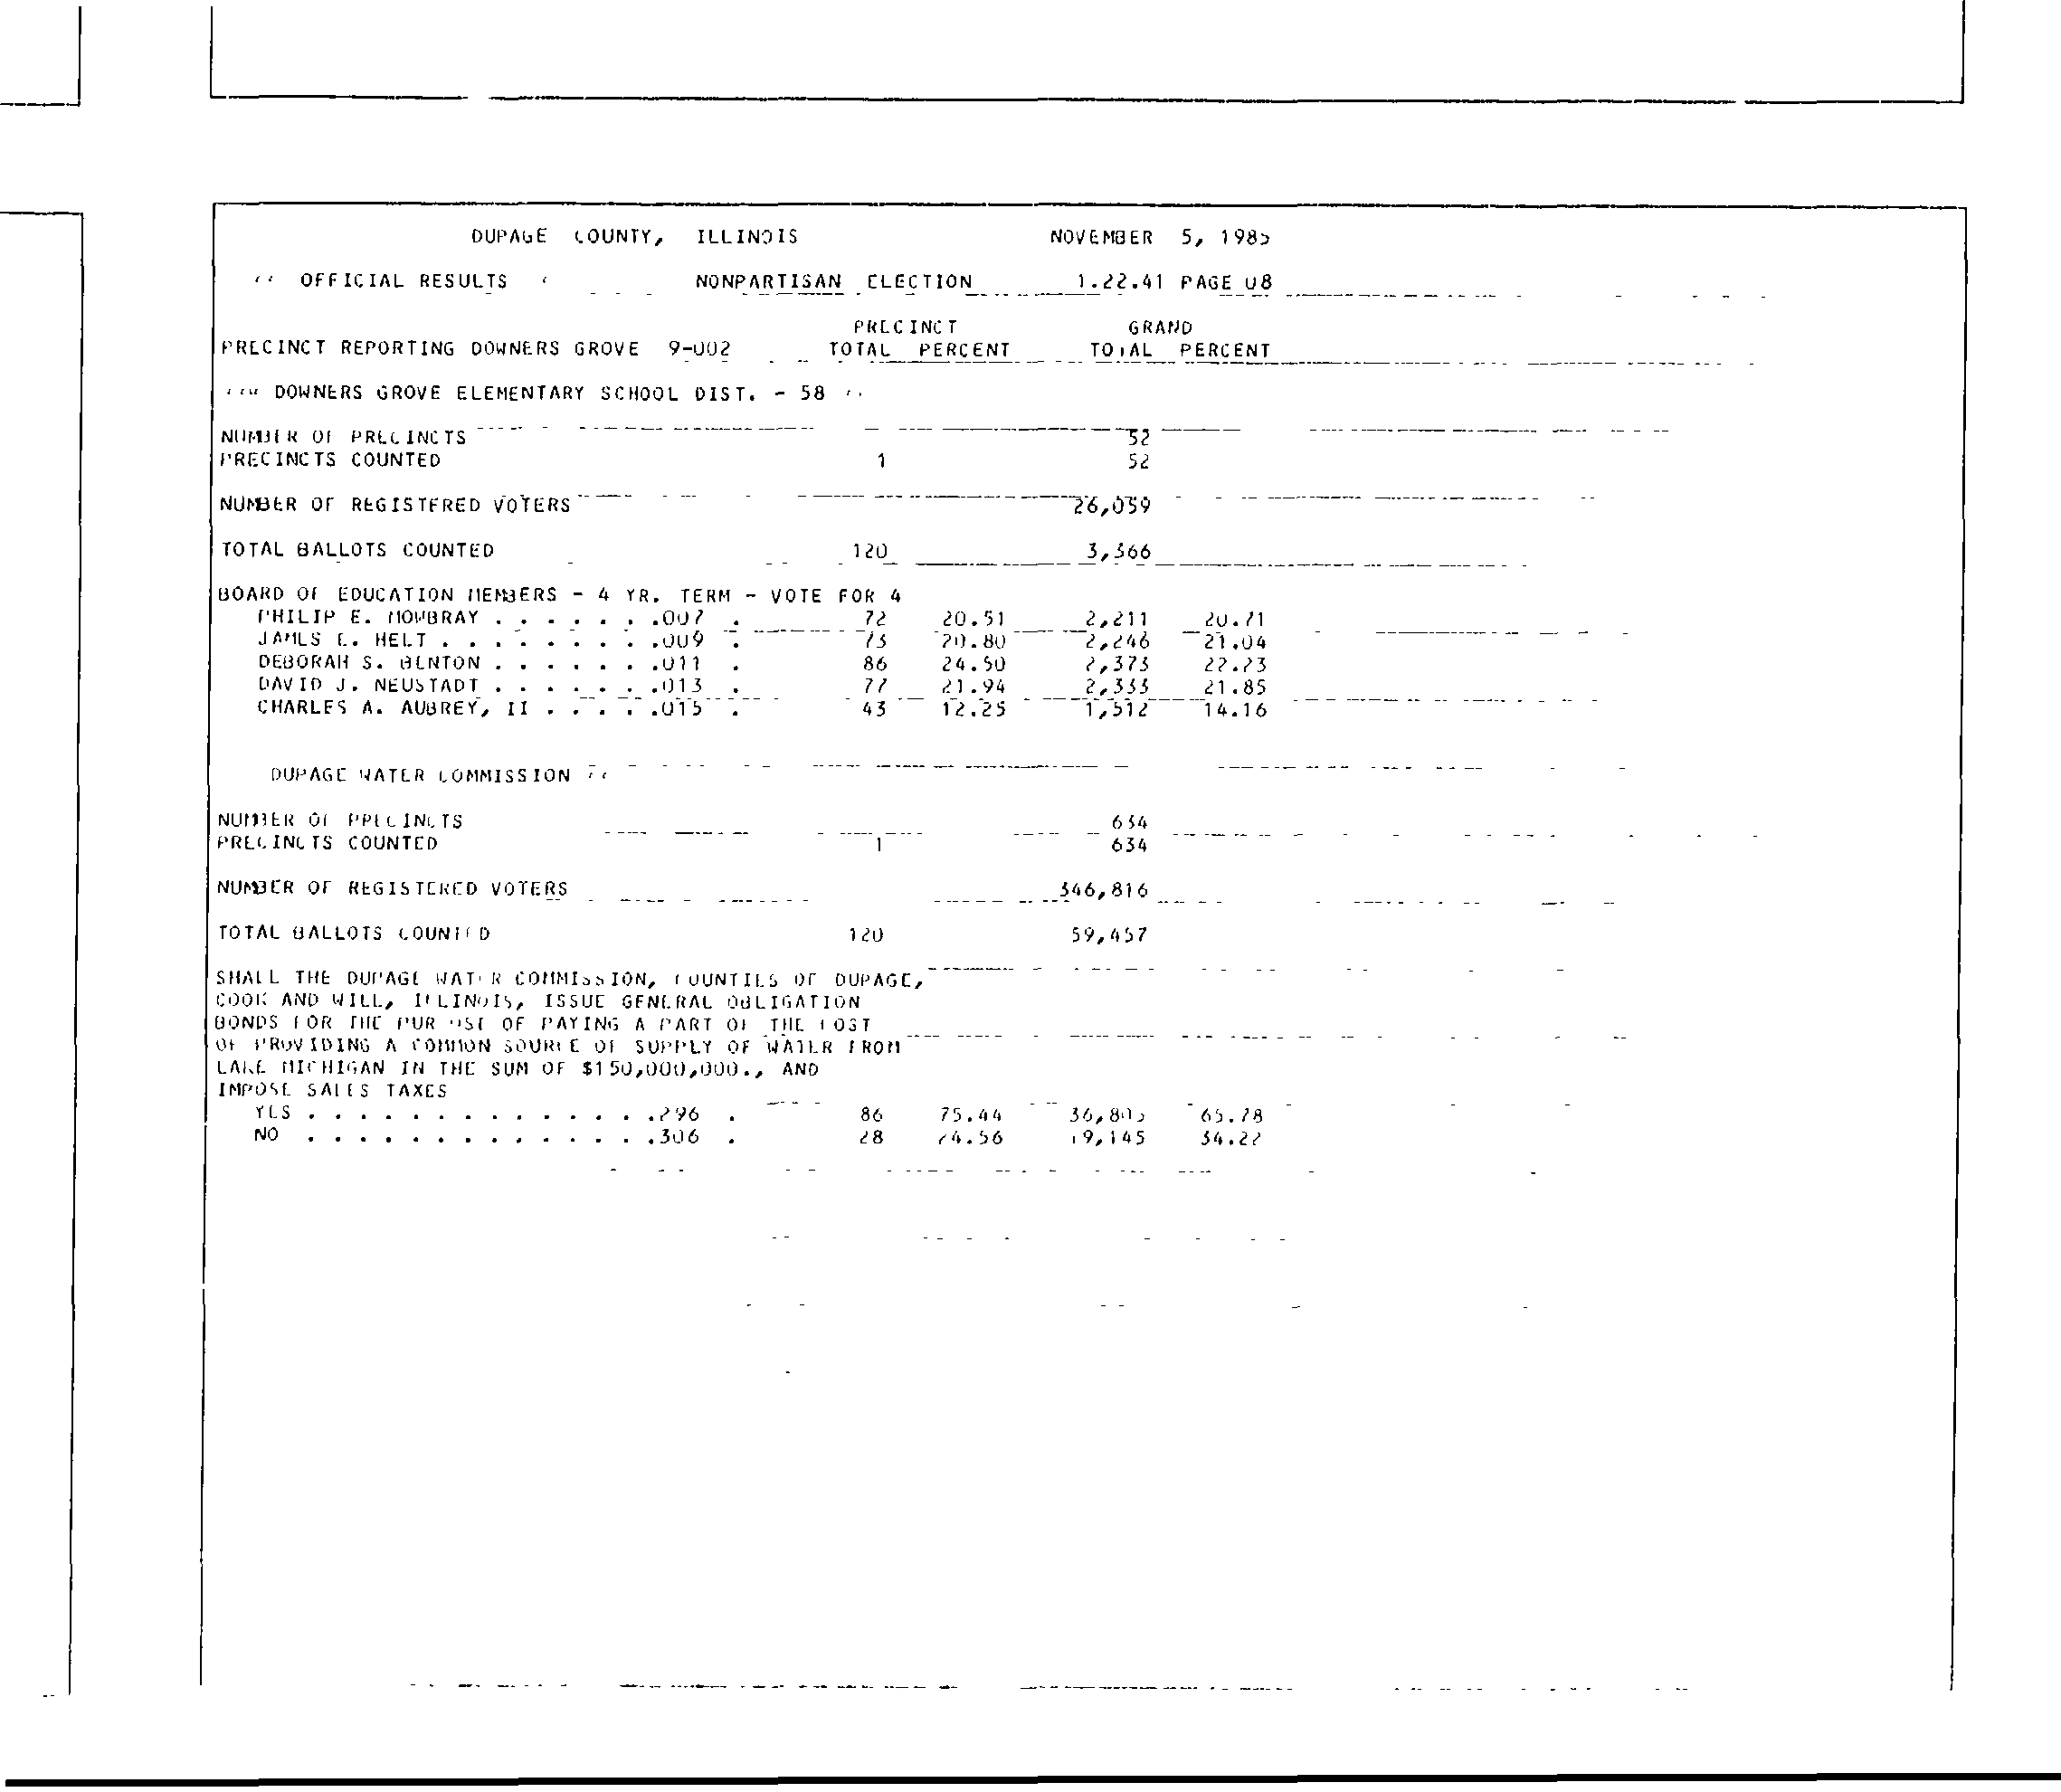 DUPAGE COUNTY, ILLINOIS NOVEMBER 5, 1985
OFFICIAL RESULTS NONPARTISAN ELECTION 1.22.41 PAGE 08
PRECINCT GRAND
PRECINCT REPORTING DOWNERS GROVE 9-002 TOTAL PERCENT TOTAL PERCENT
DOWNERS GROVE ELEMENTARY SCHOOL DIST. - 58
NUMBER OF PRECINCTS 52
PRECINCTS COUNTED 1 52
NUMBER OF REGISTERED VOTERS 26,059
TOTAL BALLOTS COUNTED 120 3,366
BOARD OF EDUCATION MEMBERS - 4 YR. TERM - VOTE FOR 4
PHILIP E. MOWBRAY . . . . . . .007 . 72 20.51 2,211 20.71
JAMES E. HELT . . . . . . . . .009 . 73 20.80 2,246 21.04
DEBORAH S. BENTON . . . . . . .011 . 86 24.50 2,373 22.23
DAVID J. NEUSTADT . . . . . . .013 . 77 21.94 2,333 21.85
CHARLES A. AUBREY, II . . . . .015 . 43 12.25 1,512 14.16
DUPAGE WATER COMMISSION
NUMBER OF PRECINCTS 634
PRECINCTS COUNTED 1 634
NUMBER OF REGISTERED VOTERS 346,816
TOTAL BALLOTS COUNTED 120 59,457
SHALL THE DUPAGE WATER COMMISSION, COUNTIES OF DUPAGE,
COOK AND WILL, ILLINOIS, ISSUE GENERAL OBLIGATION
BONDS FOR THE PURPOSE OF PAYING A PART OF THE COST
OF PROVIDING A COMMON SOURCE OF SUPPLY OF WATER FROM
LAKE MICHIGAN IN THE SUM OF $150,000,000., AND
IMPOSE SALES TAXES
YES . . . . . . . . . . . . . .296 . 86 75.44 36,805 65.78
NO . . . . . . . . . . . . . .306 . 28 24.56 19,145 34.22